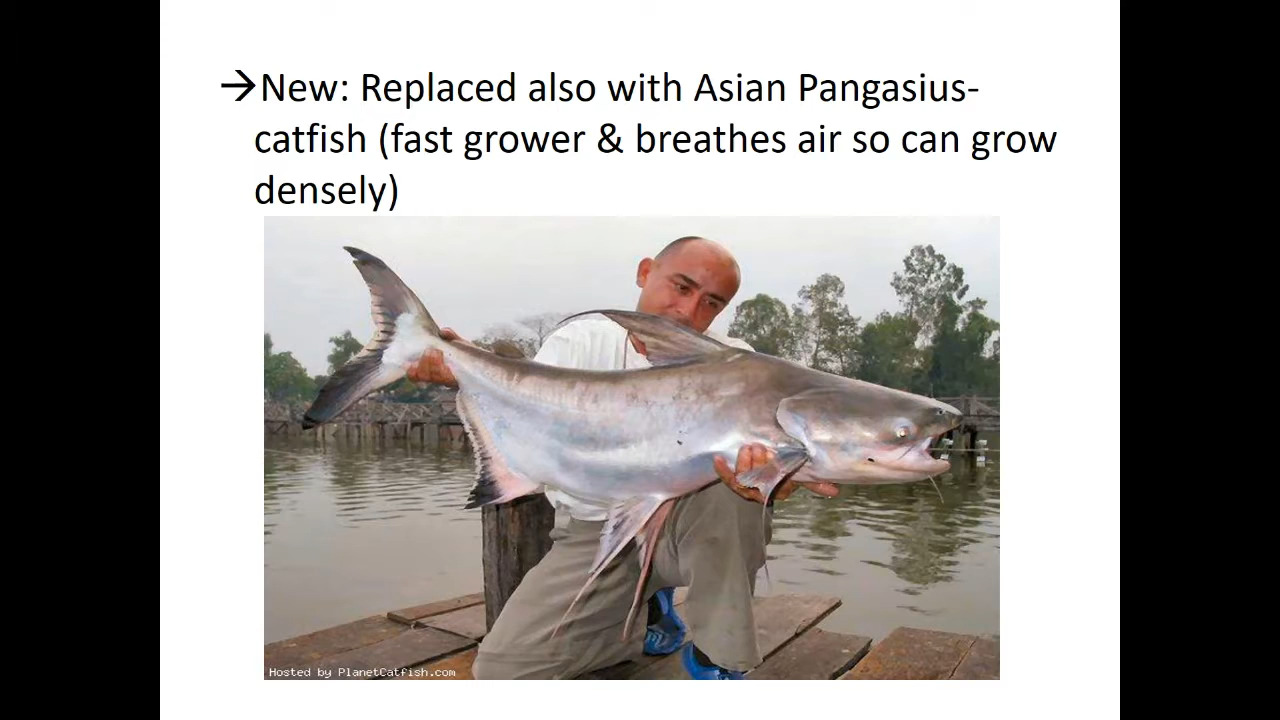 →New: Replaced also with Asian Pangasius-
catfish (fast grower & breathes air so can grow
densely)
Hosted by PlanetCatfish.com